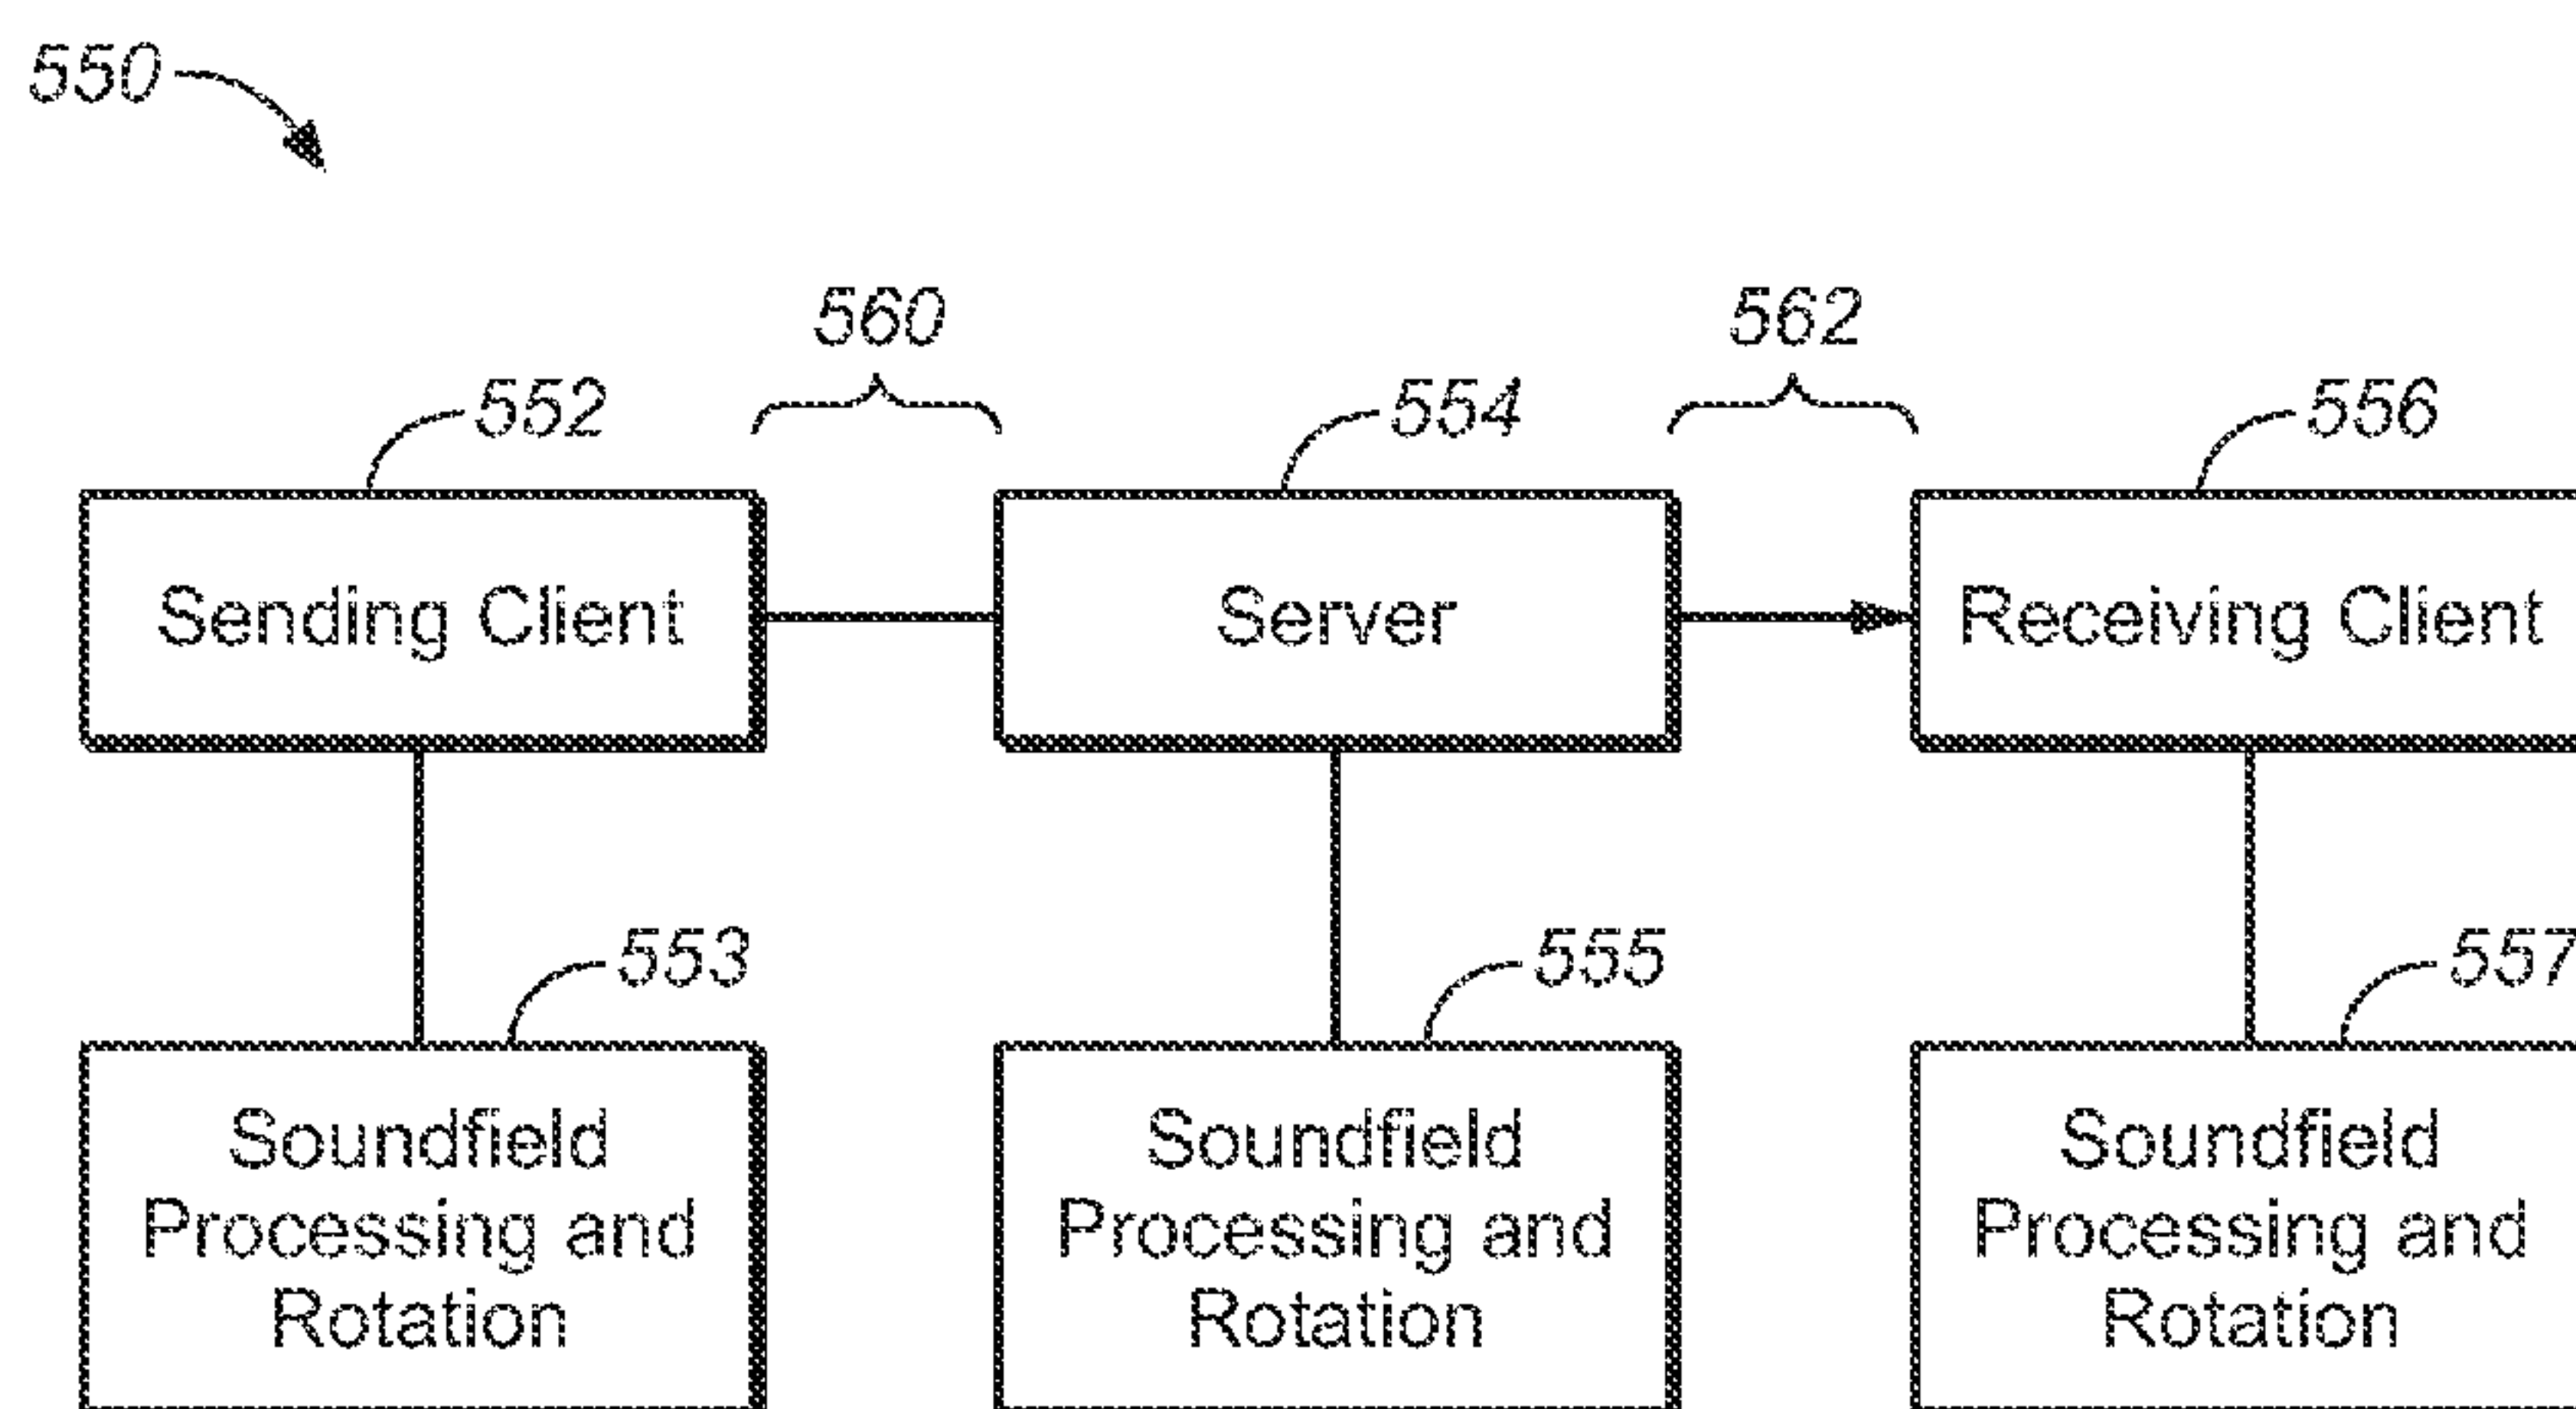 550
560
562
552
554
556
Sending Client
Server
Receiving Client
553
555
557
Soundfield
Processing and
Rotation
Soundfield
Processing and
Rotation
Soundfield
Processing and
Rotation